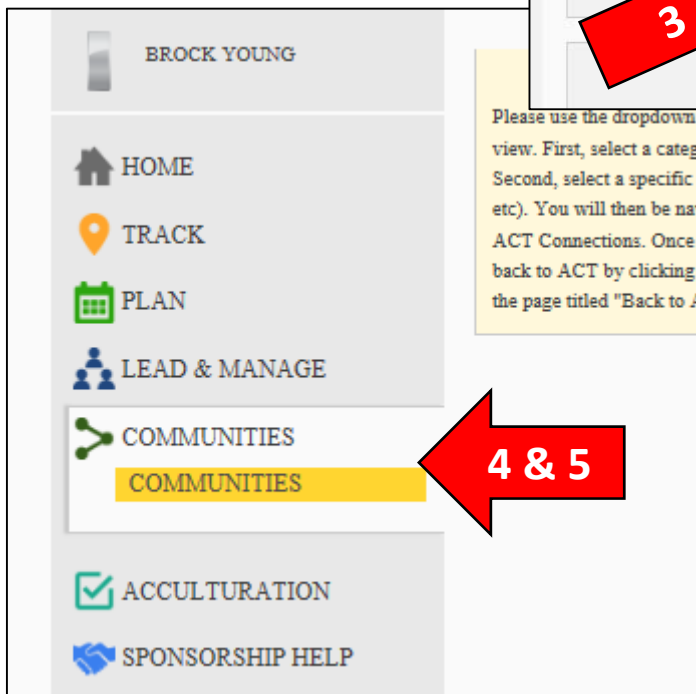 3
BROCK YOUNG
Please use the dropdown
view. First, select a categ
Second, select a specific
etc). You will then be na
ACT Connections. Once
back to ACT by clicking
the page titled "Back to A
HOME
TRACK
PLAN
LEAD & MANAGE
COMMUNITIES
COMMUNITIES
4 & 5
ACCULTURATION
SPONSORSHIP HELP